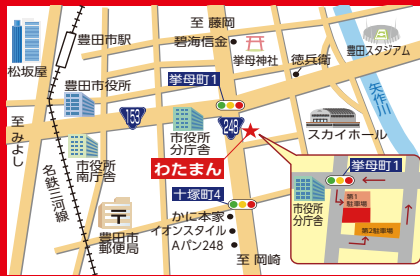 至 藤岡
豊田市駅
碧海信金
挙母神社
豊田スタジアム
松坂屋
徳兵衛
矢作川
豊田市役所
挙母町1
153
市役所
分庁舎
248
スカイホール
至みよし
市役所
南庁舎
わたまん
名鉄三河線
十塚町4
豊田市
郵便局
かに本家
イオンスタイル
Aパン248
至 岡崎
挙母町1
市役所
分庁舎
第1
駐車場
第2駐車場